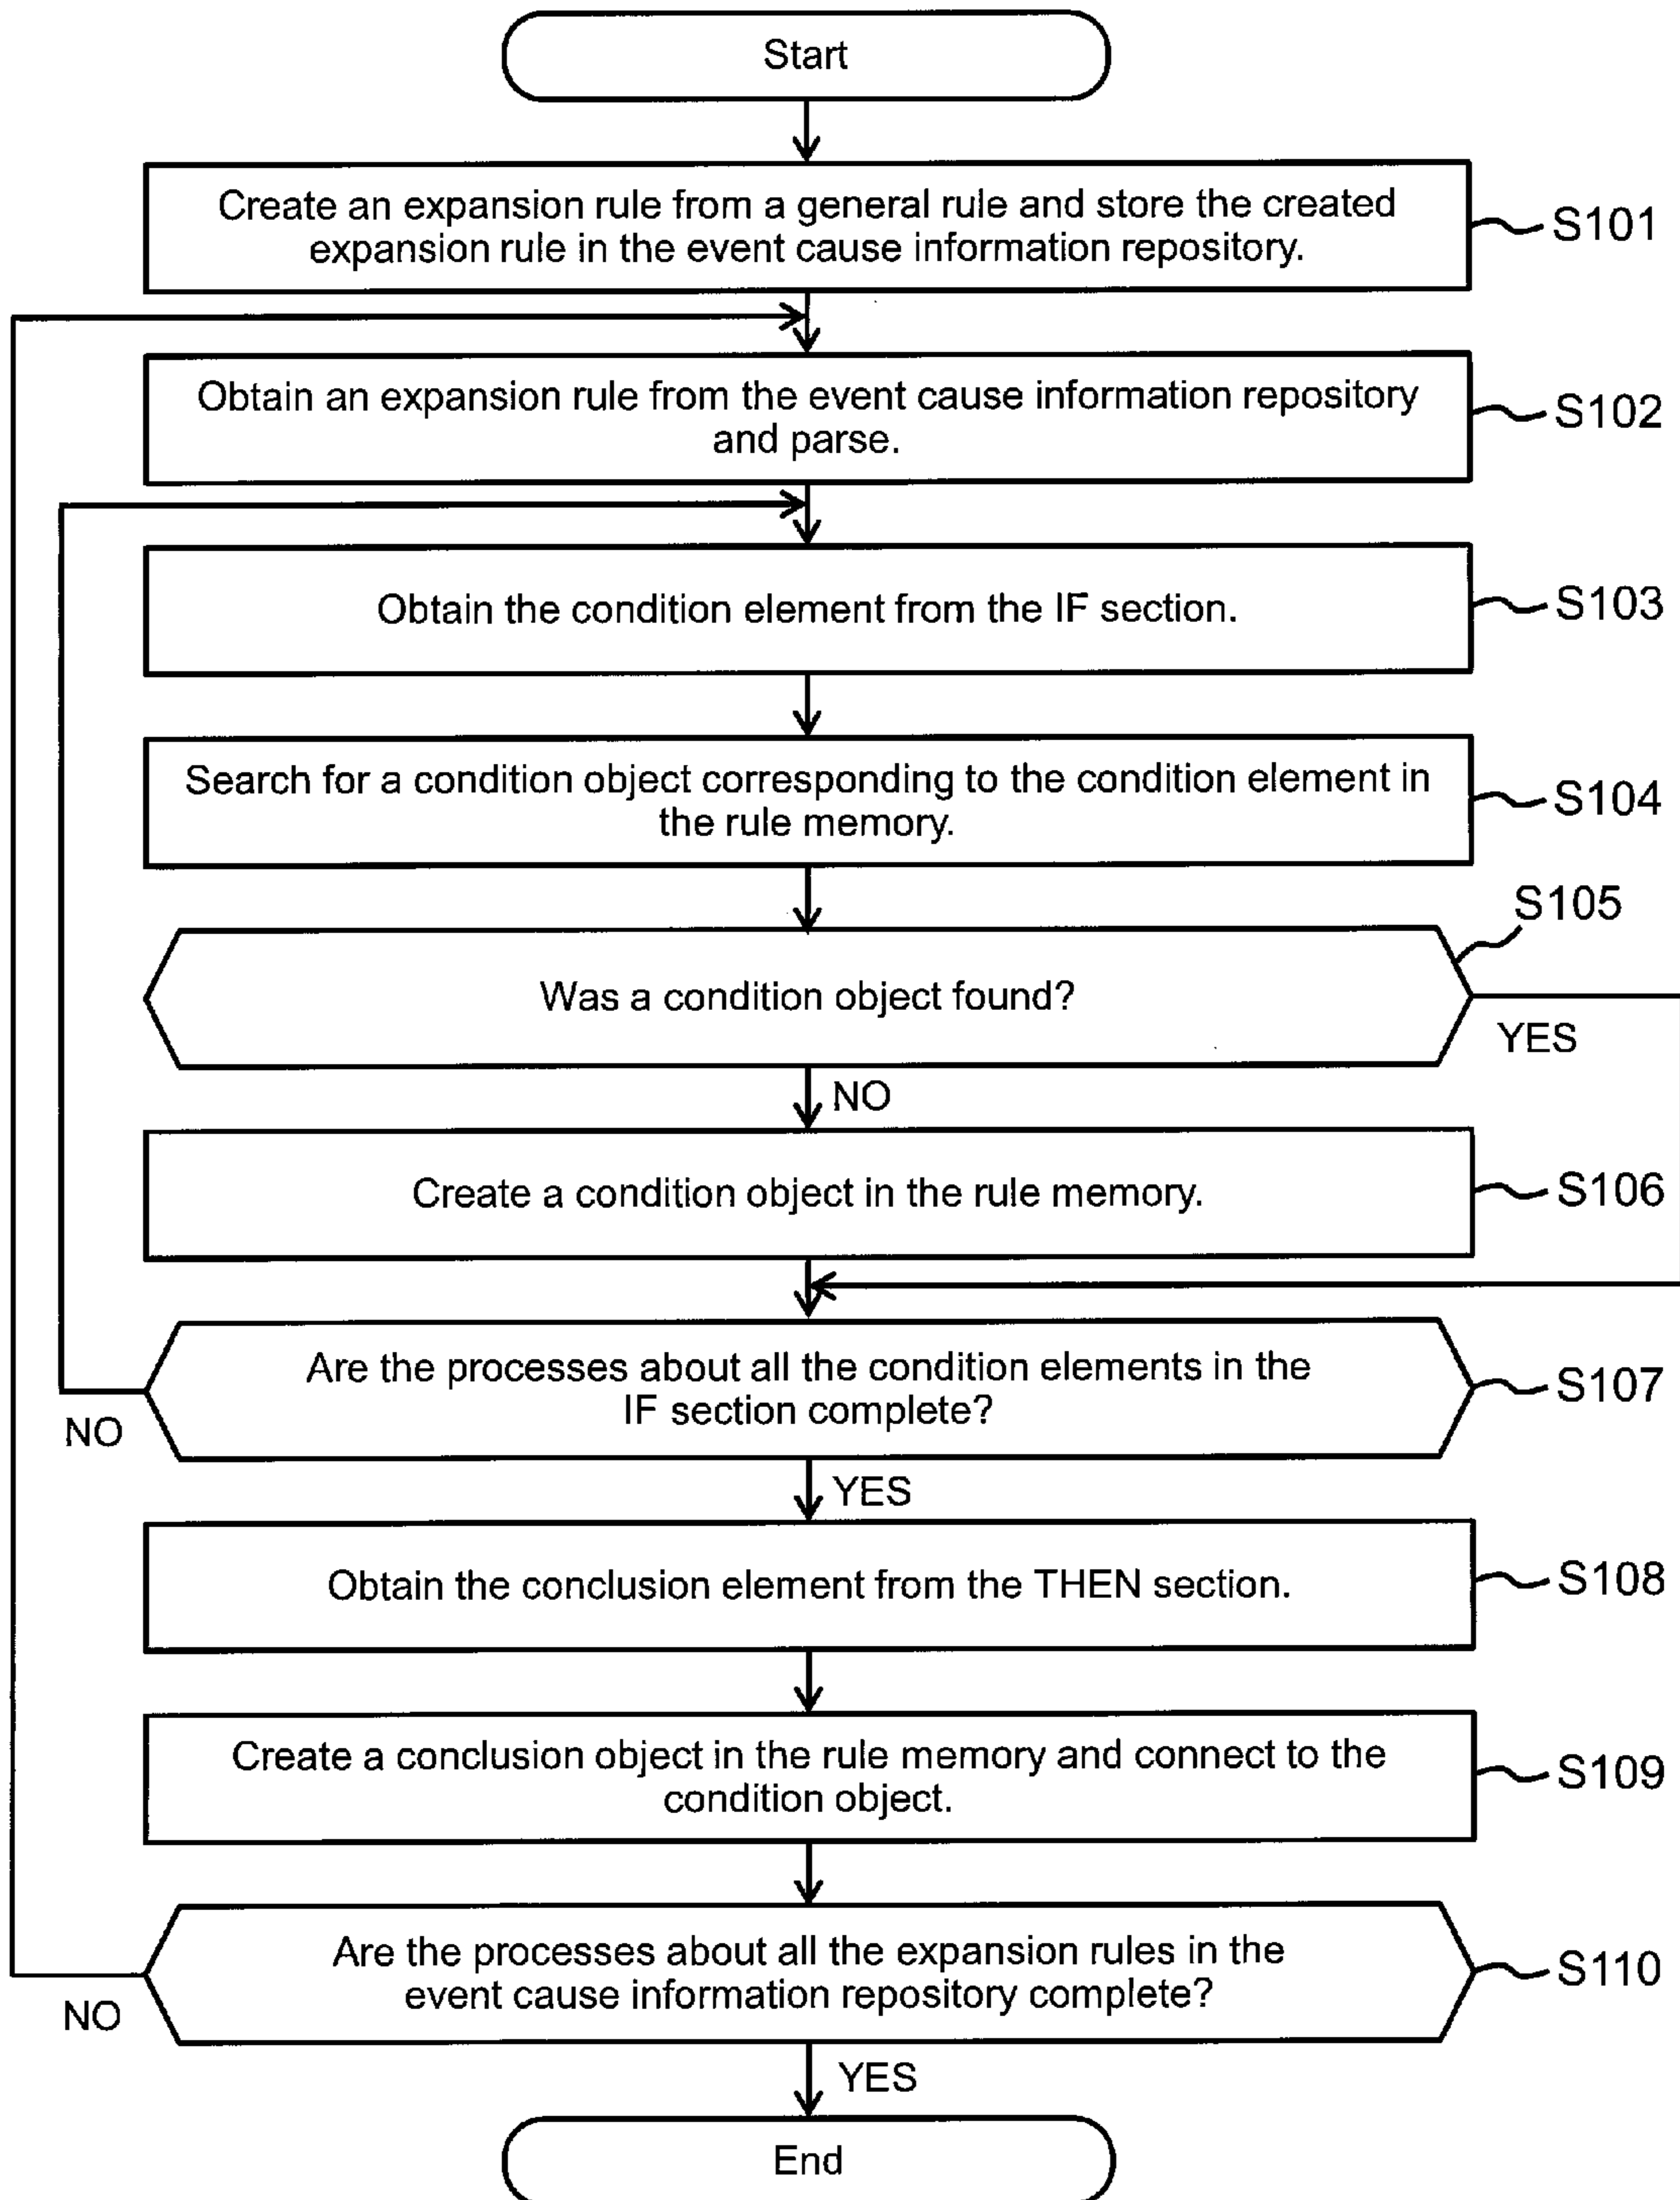 Start
Create an expansion rule from a general rule and store the created
expansion rule in the event cause information repository.
S101
Obtain an expansion rule from the event cause information repository
and parse.
S102
Obtain the condition element from the IF section.
S103
Search for a condition object corresponding to the condition element in
the rule memory.
S104
S105
Was a condition object found?
YES
NO
Create a condition object in the rule memory.
S106
Are the processes about all the condition elements in the
IF section complete?
S107
NO
YES
Obtain the conclusion element from the THEN section.
S108
Create a conclusion object in the rule memory and connect to the
condition object.
S109
Are the processes about all the expansion rules in the
event cause information repository complete?
S110
NO
YES
End